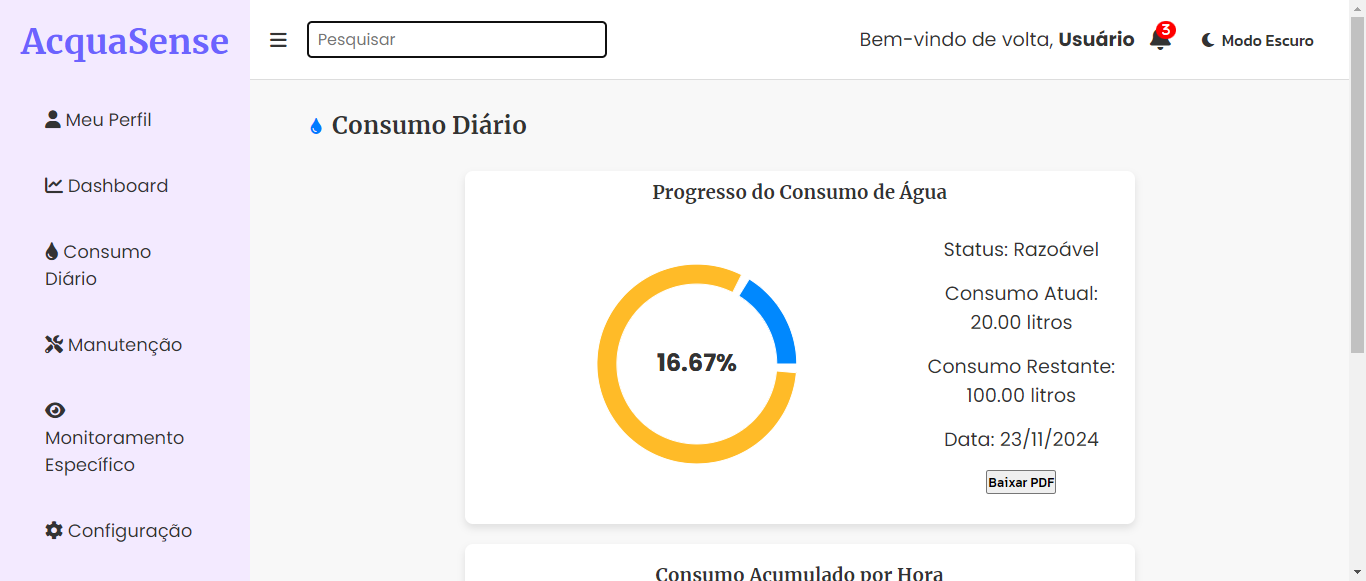 AcquaSense
Meu Perfil
Dashboard
Consumo
Diário
Manutenção
Monitoramento
Específico
Configuração
Pesquisar
Bem-vindo de volta, Usuário
3
Modo Escuro
Consumo Diário
Progresso do Consumo de Água
16.67%
Status: Razoável
Consumo Atual:
20.00 litros
Consumo Restante:
100.00 litros
Data: 23/11/2024
Baixar PDF
Consumo Acumulado por Hora